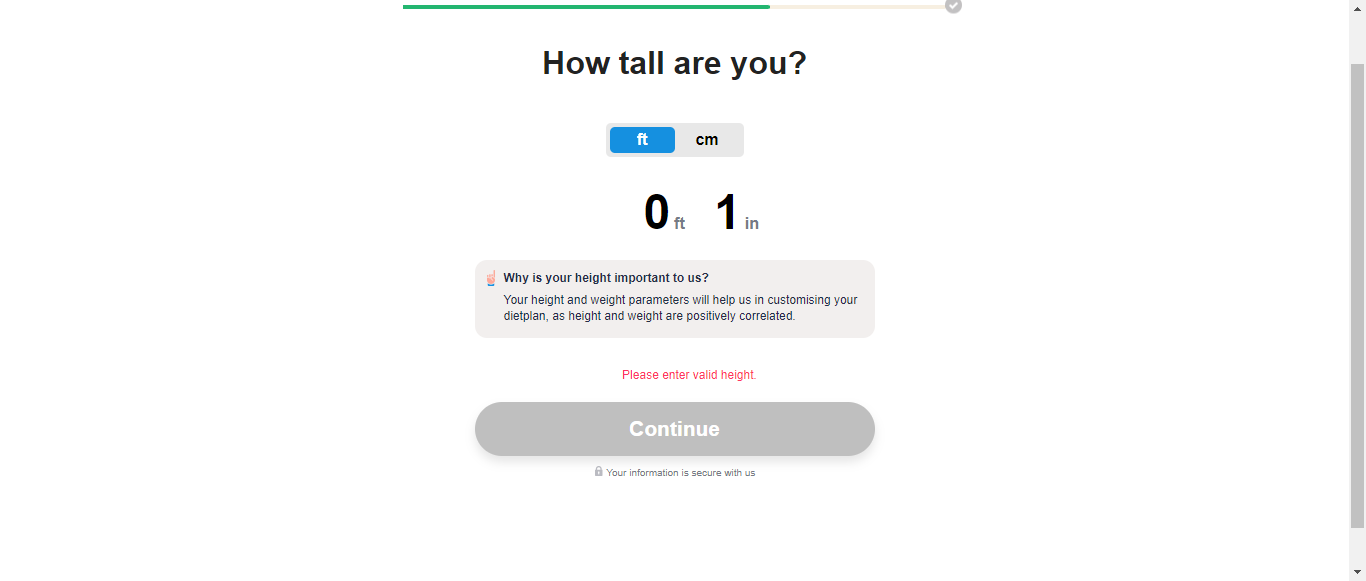 How tall are you?
ft cm
0 ft 1 in
Why is your height important to us?
Your height and weight parameters will help us in customising your
dietplan, as height and weight are positively correlated.
Please enter valid height.
Continue
Your information is secure with us